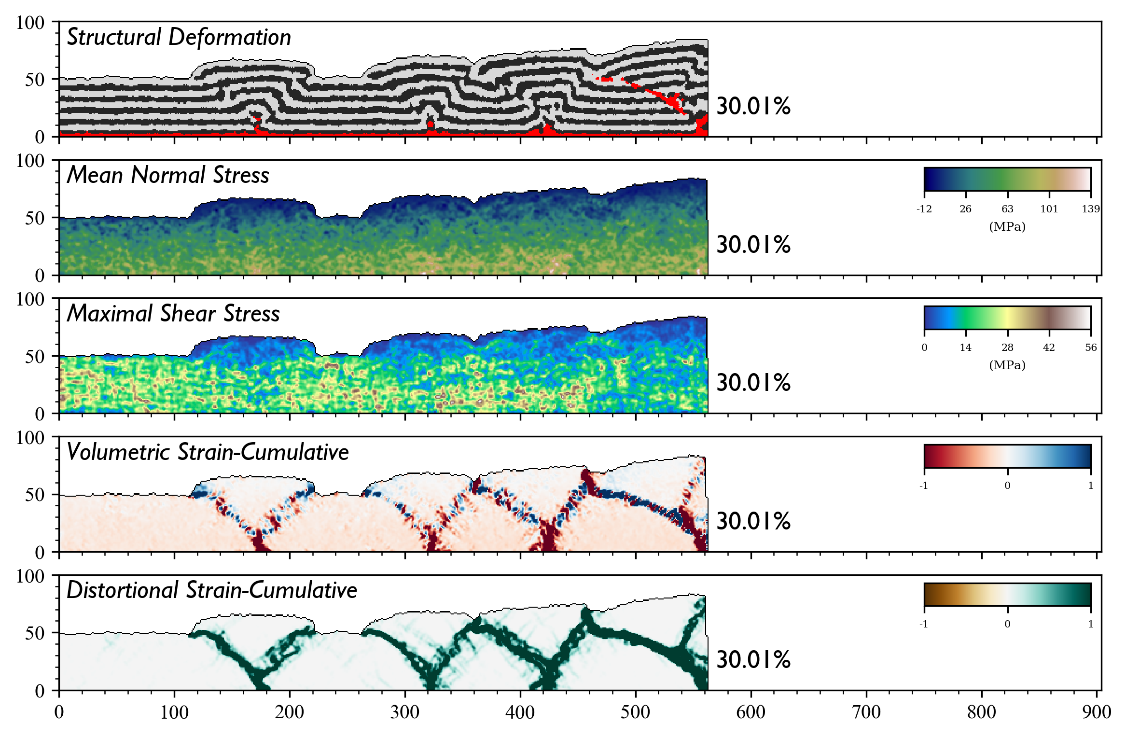 100
Structural Deformation
50
30.01%
0
100
Mean Normal Stress
50
-12 26 63 101 139
(MPa)
30.01%
0
100
Maximal Shear Stress
50
0 14 28 42 56
(MPa)
30.01%
0
100
Volumetric Strain-Cumulative
50
-1 0 1
30.01%
0
100
Distortional Strain-Cumulative
50
-1 0 1
30.01%
0
0 100 200 300 400 500 600 700 800 900